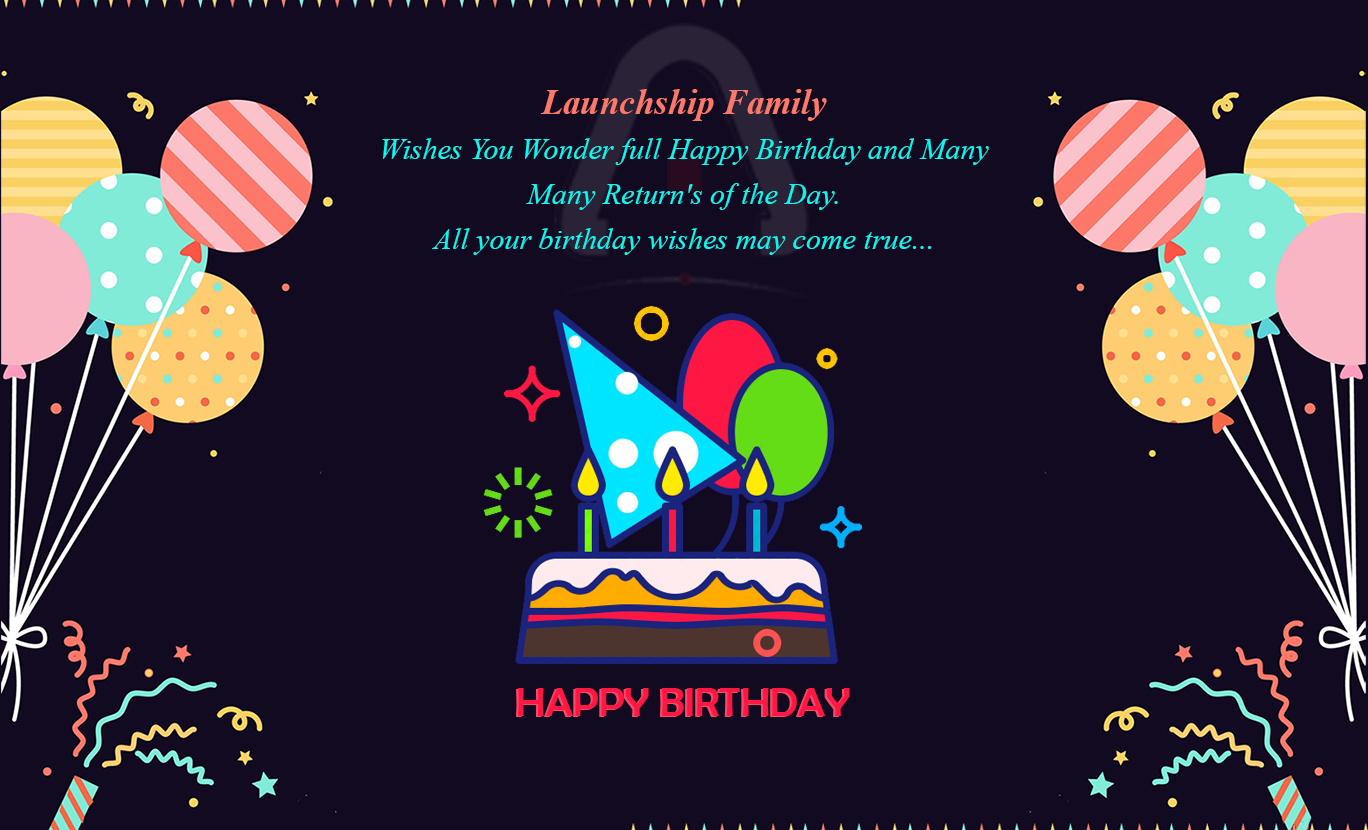 Launchship Family
Wishes You Wonder full Happy Birthday and Many
Many Return's of the Day.
All your birthday wishes may come true...
HAPPY BIRTHDAY